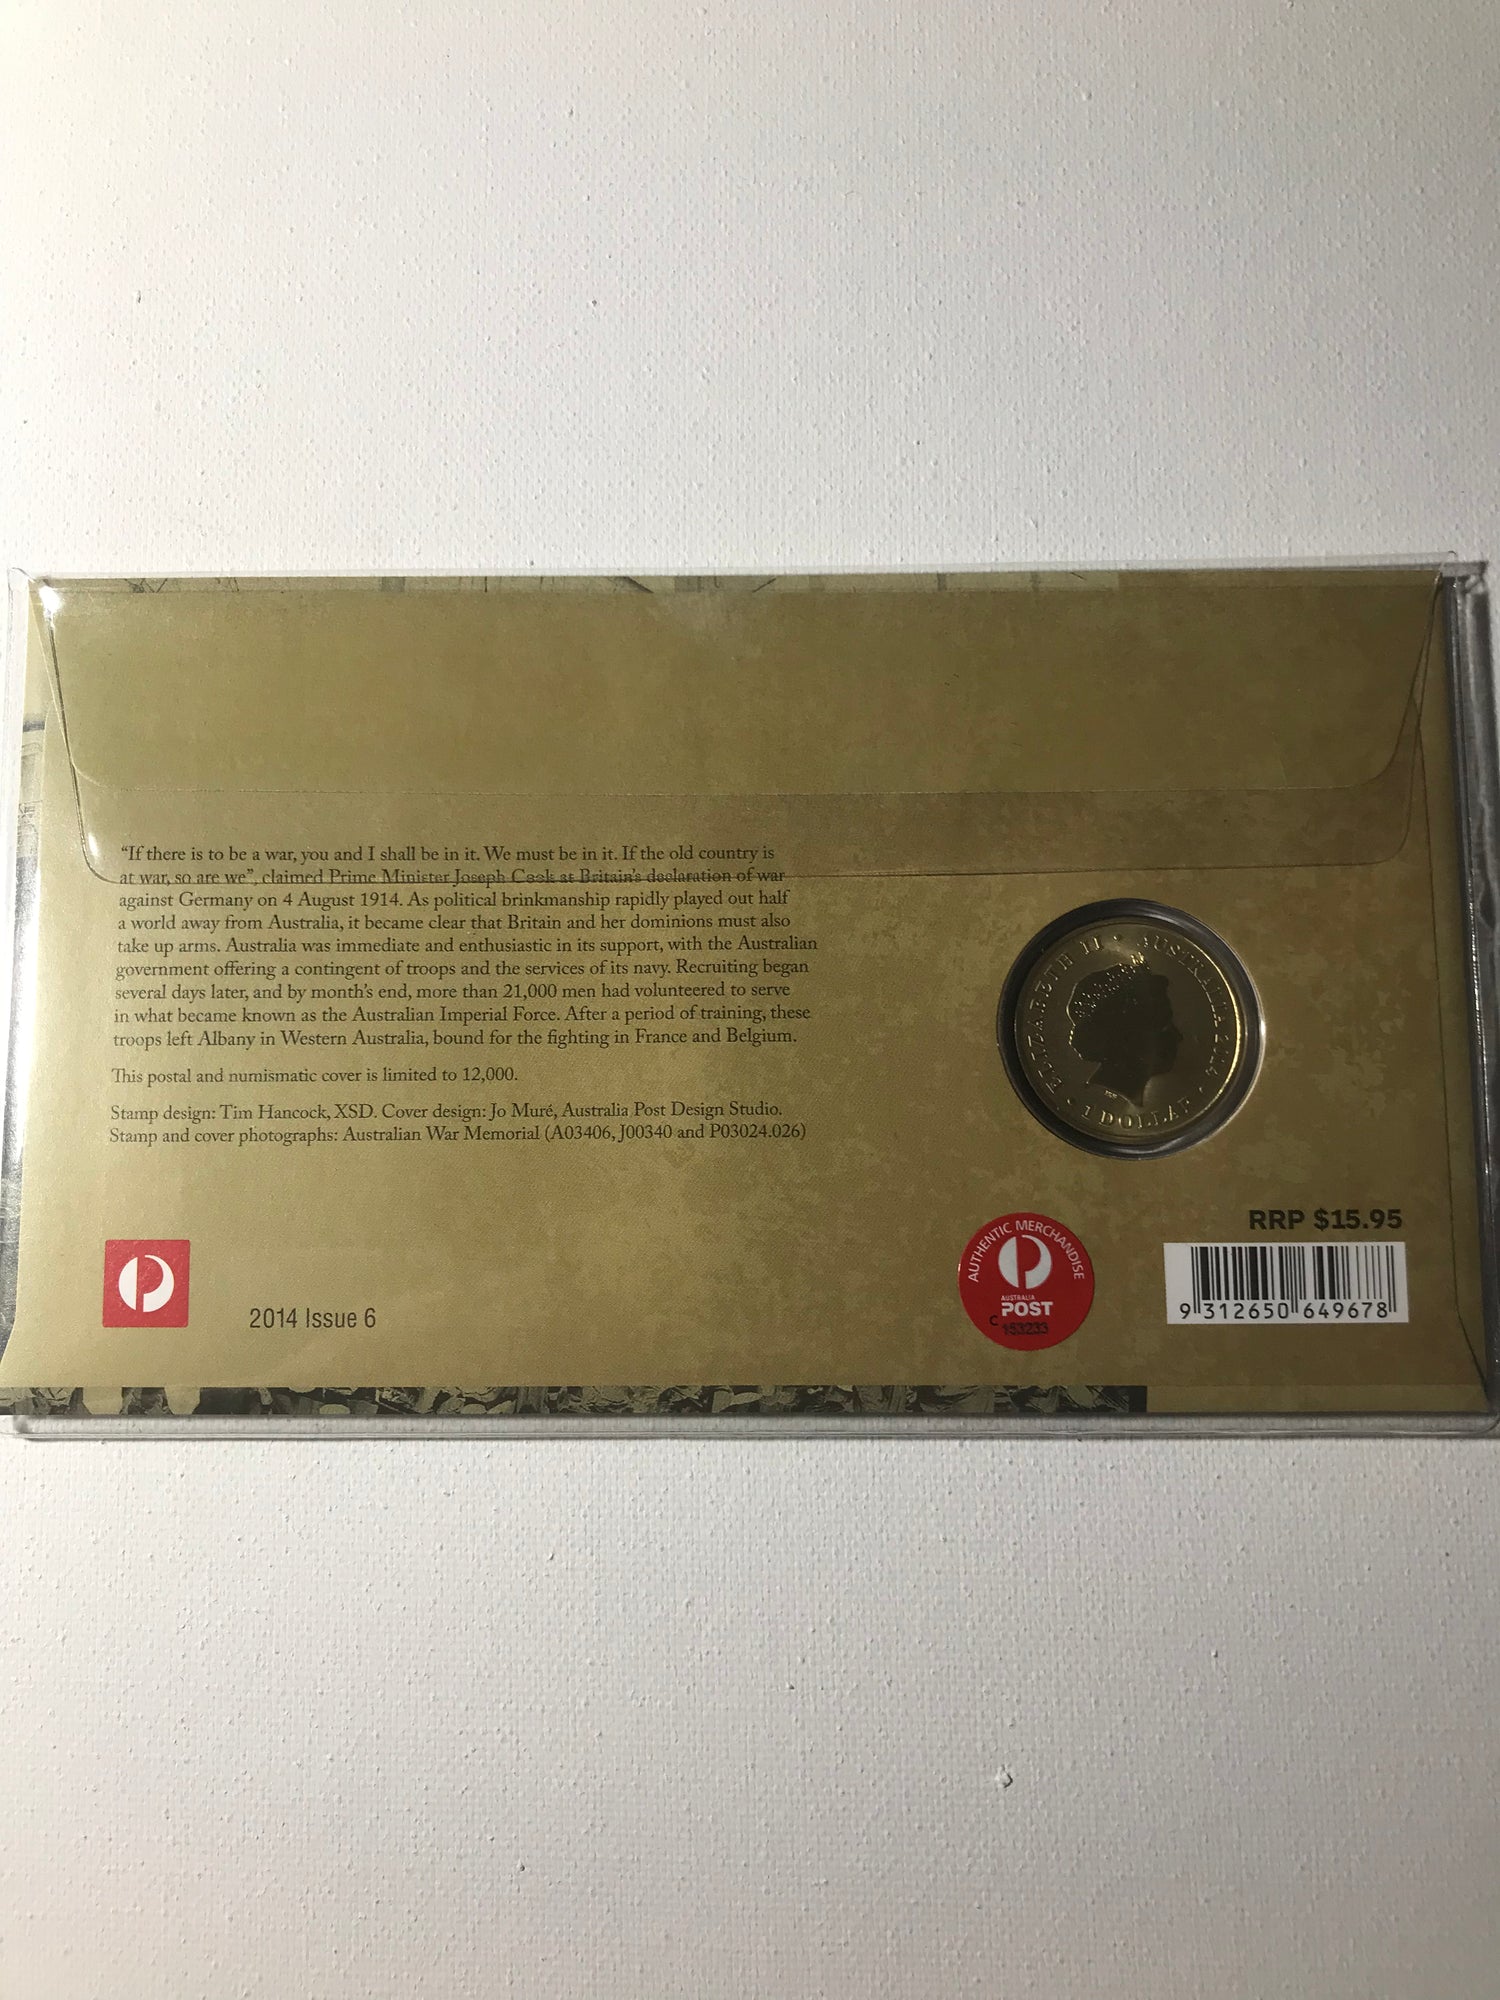 “If there is to be a war, you and I shall be in it. We must be in it. If the old country is
at war, so are we”, claimed Prime Minister Joseph Cook at Britain’s declaration of war
against Germany on 4 August 1914. As political brinkmanship rapidly played out half
a world away from Australia, it became clear that Britain and her dominions must also
take up arms. Australia was immediate and enthusiastic in its support, with the Australian
government offering a contingent of troops and the services of its navy. Recruiting began
several days later, and by month’s end, more than 21,000 men had volunteered to serve
in what became known as the Australian Imperial Force. After a period of training, these
troops left Albany in Western Australia, bound for the fighting in France and Belgium.
This postal and numismatic cover is limited to 12,000.
Stamp design: Tim Hancock, XSD. Cover design: Jo Muré, Australia Post Design Studio.
Stamp and cover photographs: Australian War Memorial (A03406, J00340 and P03024.026)
ELIZABETH II • AUSTRALIA 2014
• 1 DOLLAR •
RRP $15.95
AUTHENTIC MERCHANDISE
AUSTRALIA
POST
C
153233
9 312650 649678
2014 Issue 6